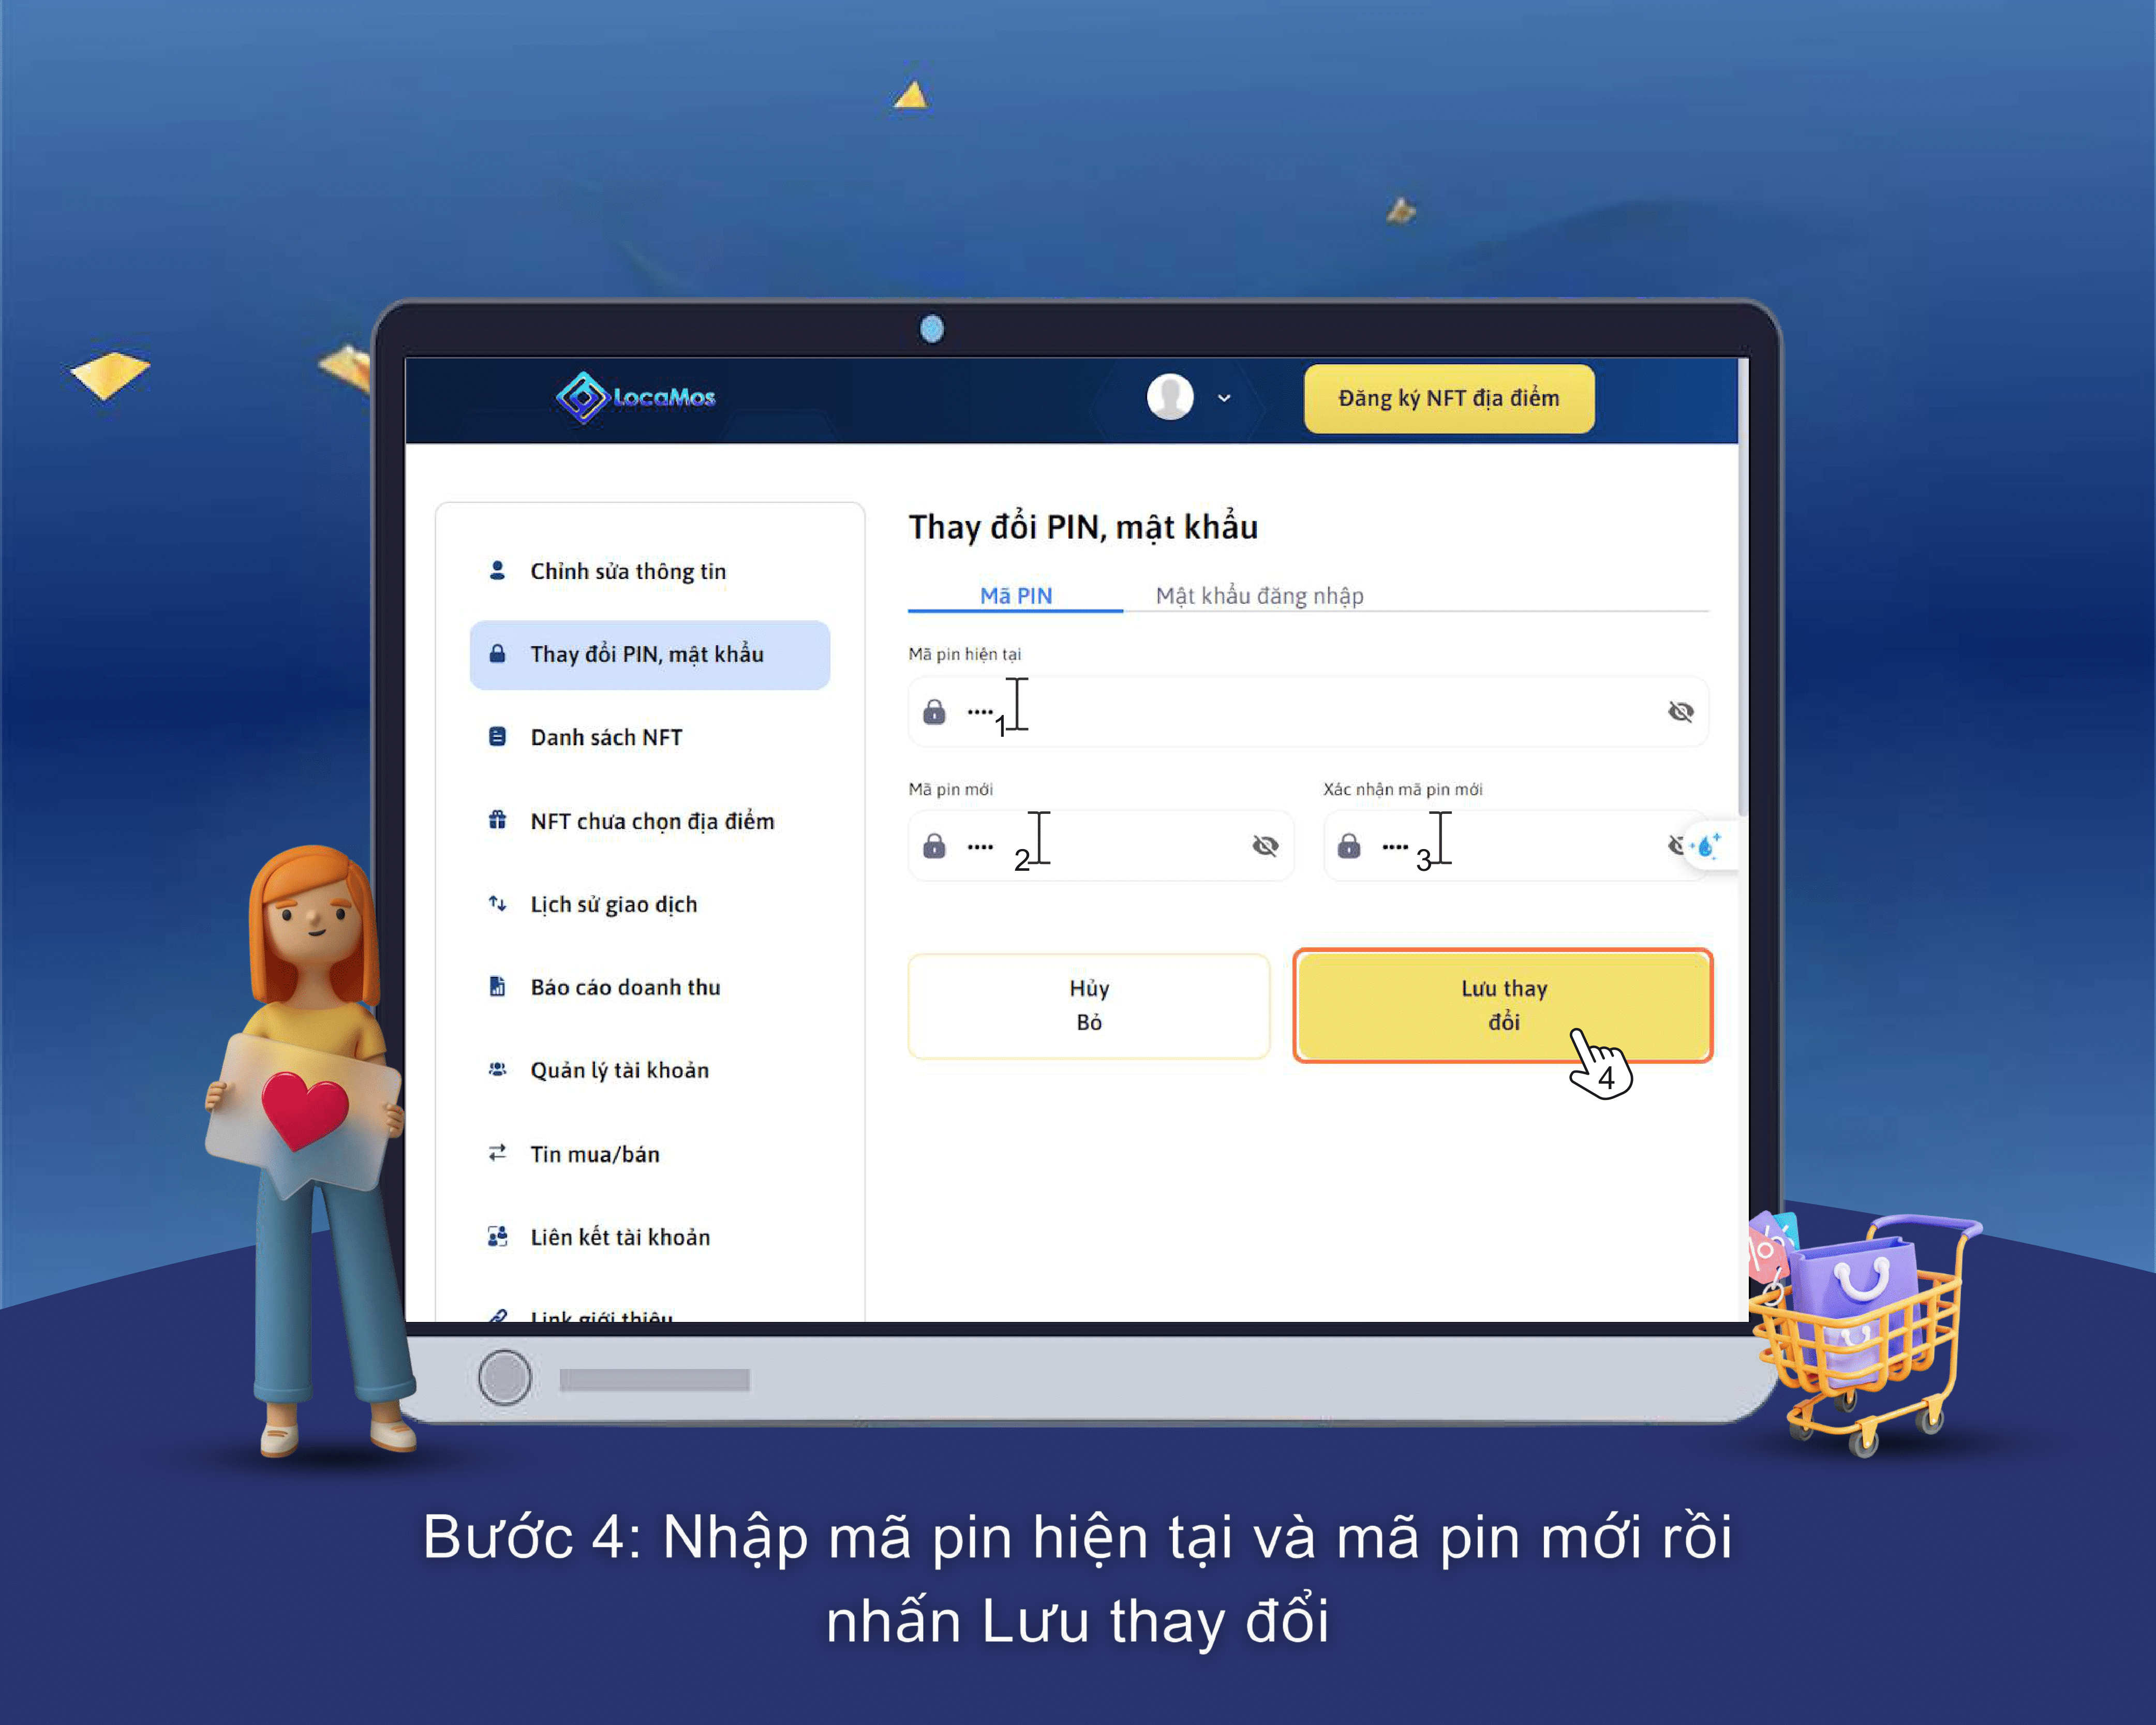 LocaMos
Đăng ký NFT địa điểm
Chỉnh sửa thông tin
Thay đổi PIN, mật khẩu
Danh sách NFT
NFT chưa chọn địa điểm
Lịch sử giao dịch
Báo cáo doanh thu
Quản lý tài khoản
Tin mua/bán
Liên kết tài khoản
Link giới thiệu
Thay đổi PIN, mật khẩu
Mã PIN
Mật khẩu đăng nhập
Mã pin hiện tại
•••• 1
Mã pin mới
Xác nhận mã pin mới
•••• 2
•••• 3
Hủy
Bỏ
Lưu thay
đổi
4
%
%
Bước 4: Nhập mã pin hiện tại và mã pin mới rồi
nhấn Lưu thay đổi